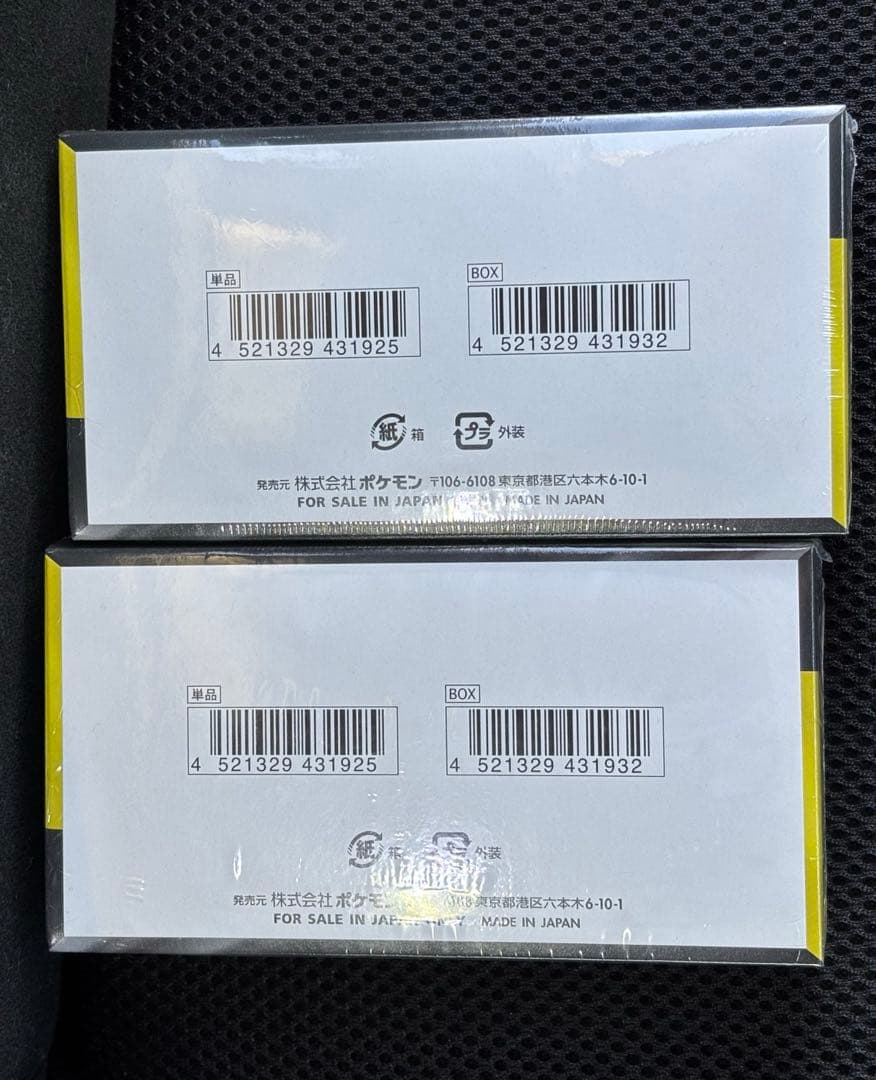 単品
BOX
4 521329 431925
4 521329 431932
紙 箱 プラ 外装
発売元 株式会社 ポケモン 〒106-6108 東京都港区六本木6-10-1
FOR SALE IN JAPAN MADE IN JAPAN
単品
BOX
4 521329 431925
4 521329 431932
紙 箱 プラ 外装
発売元 株式会社 ポケモン 東京都港区六本木6-10-1
FOR SALE IN JAPAN ONLY MADE IN JAPAN